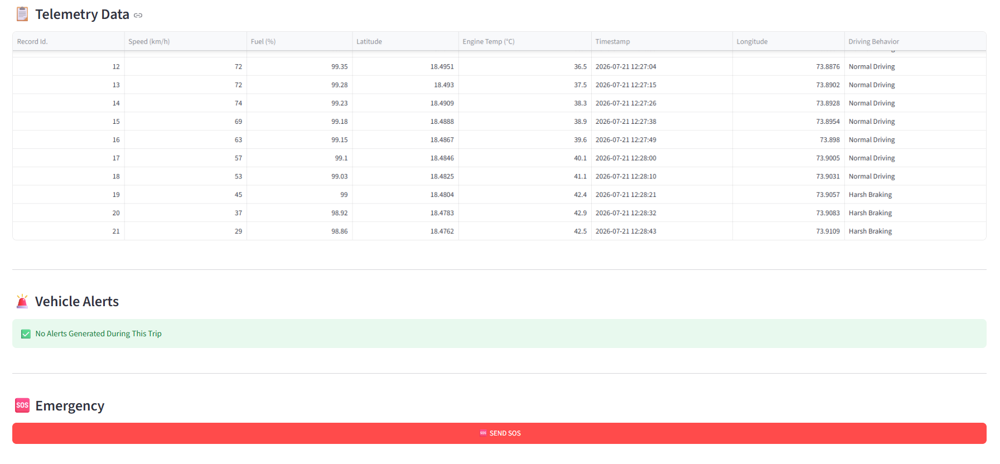 Telemetry Data
Record Id. Speed (km/h) Fuel (%) Latitude Engine Temp (°C) Timestamp Longitude Driving Behavior
12 72 99.35 18.4951 36.5 2026-07-21 12:27:04 73.8876 Normal Driving
13 72 99.28 18.493 37.5 2026-07-21 12:27:15 73.8902 Normal Driving
14 74 99.23 18.4909 38.3 2026-07-21 12:27:26 73.8928 Normal Driving
15 69 99.18 18.4888 38.9 2026-07-21 12:27:38 73.8954 Normal Driving
16 63 99.15 18.4867 39.6 2026-07-21 12:27:49 73.898 Normal Driving
17 57 99.1 18.4846 40.1 2026-07-21 12:28:00 73.9005 Normal Driving
18 53 99.03 18.4825 41.1 2026-07-21 12:28:10 73.9031 Normal Driving
19 45 99 18.4804 42.4 2026-07-21 12:28:21 73.9057 Harsh Braking
20 37 98.92 18.4783 42.9 2026-07-21 12:28:32 73.9083 Harsh Braking
21 29 98.86 18.4762 42.5 2026-07-21 12:28:43 73.9109 Harsh Braking
Vehicle Alerts
No Alerts Generated During This Trip
SOS Emergency
SOS SEND SOS